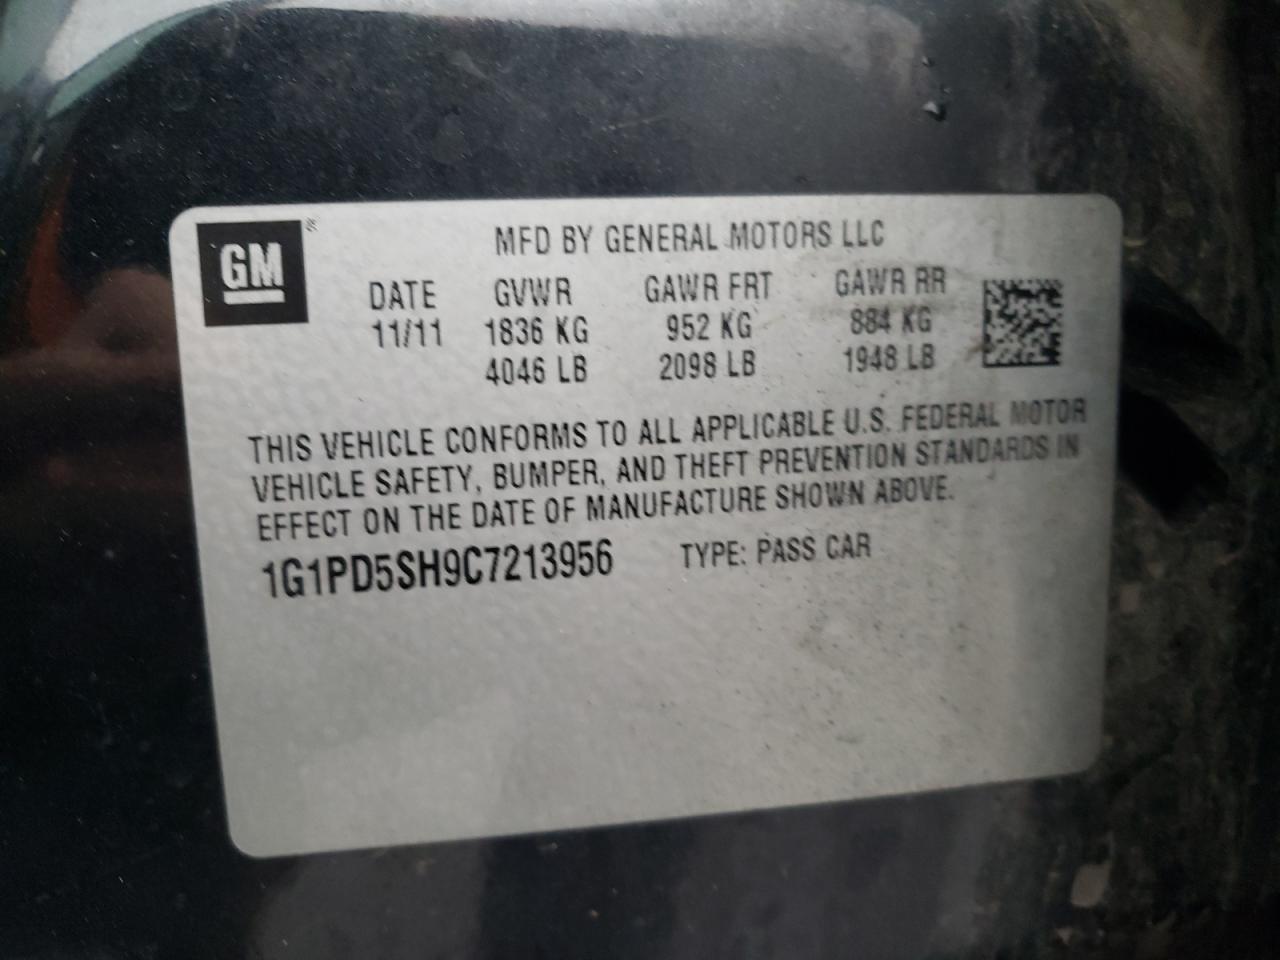 GM®
MFD BY GENERAL MOTORS LLC
DATE GVWR GAWR FRT GAWR RR
11/11 1836 KG 952 KG 884 KG
4046 LB 2098 LB 1948 LB
THIS VEHICLE CONFORMS TO ALL APPLICABLE U.S. FEDERAL MOTOR
VEHICLE SAFETY, BUMPER, AND THEFT PREVENTION STANDARDS IN
EFFECT ON THE DATE OF MANUFACTURE SHOWN ABOVE.
1G1PD5SH9C7213956 TYPE: PASS CAR